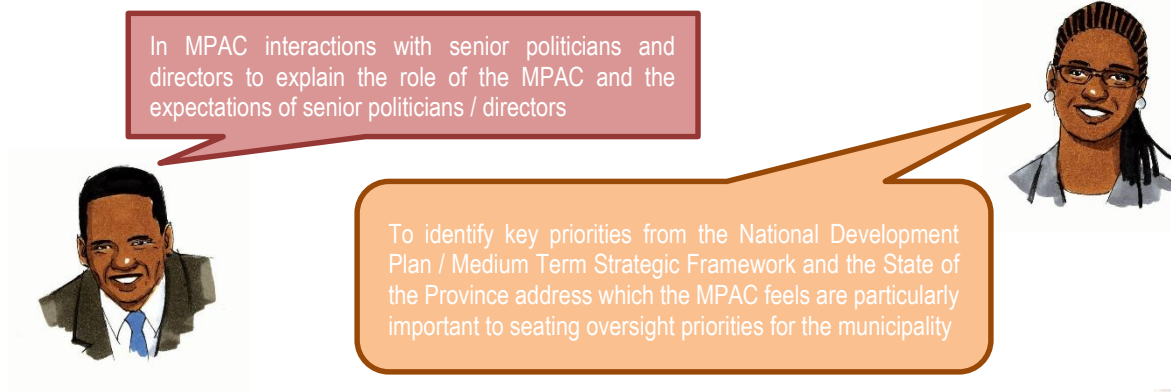 In MPAC interactions with senior politicians and
directors to explain the role of the MPAC and the
expectations of senior politicians / directors
To identify key priorities from the National Development
Plan / Medium Term Strategic Framework and the State of
the Province address which the MPAC feels are particularly
important to seating oversight priorities for the municipality